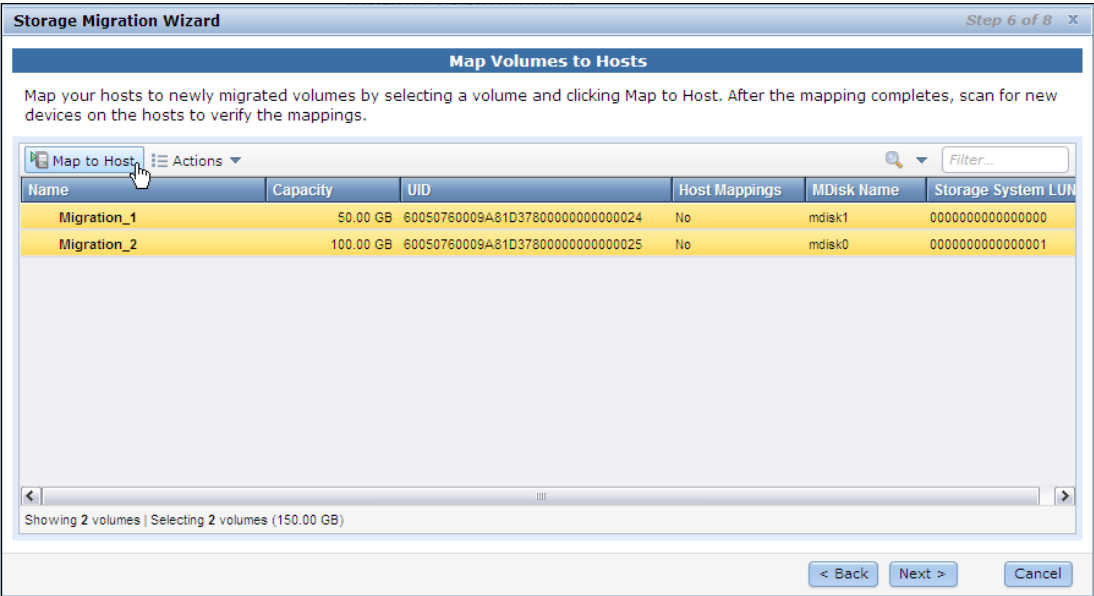 Storage Migration Wizard Step 6 of 8 X
Map Volumes to Hosts
Map your hosts to newly migrated volumes by selecting a volume and clicking Map to Host. After the mapping completes, scan for new
devices on the hosts to verify the mappings.
Map to Host Actions Filter...
Name Capacity UID Host Mappings MDisk Name Storage System LUN
Migration_1 50.00 GB 60050760009A81D37800000000000024 No mdisk1 0000000000000000
Migration_2 100.00 GB 60050760009A81D37800000000000025 No mdisk0 0000000000000001
Showing 2 volumes | Selecting 2 volumes (150.00 GB)
< Back Next > Cancel